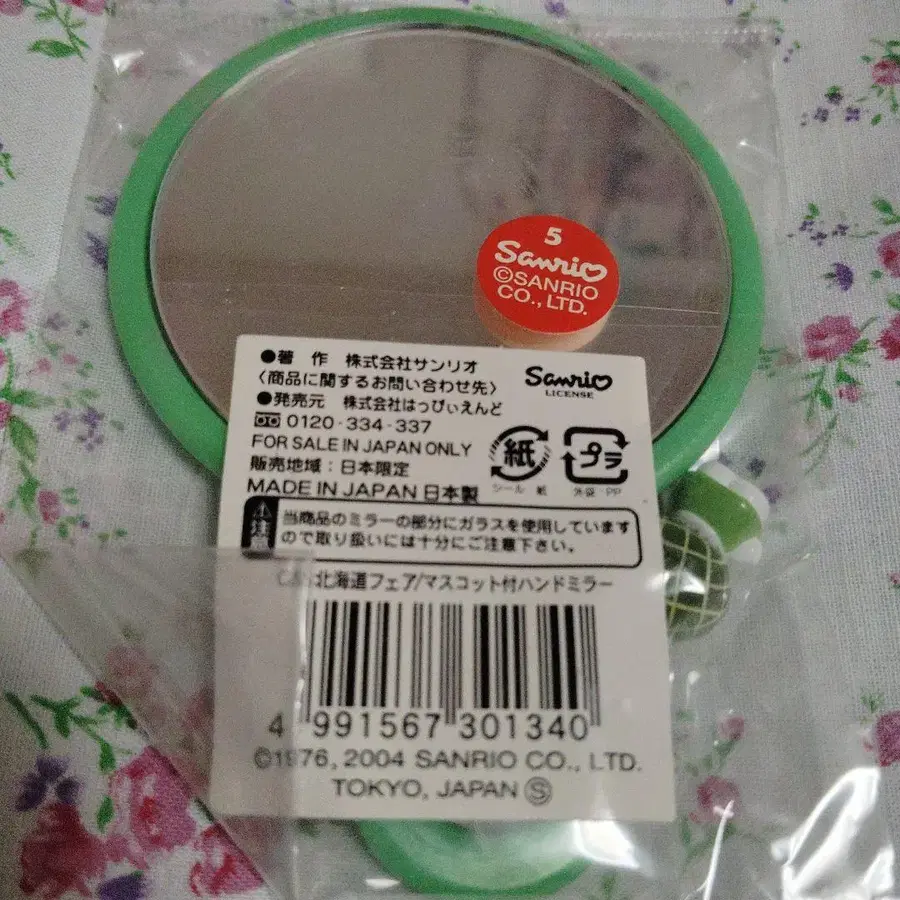 5
Sanrio
©SANRIO
CO., LTD.
●著 作 株式会社サンリオ
〈商品に関するお問い合わせ先〉
●発売元 株式会社はっぴぃえんど
0120-334-337
FOR SALE IN JAPAN ONLY
販売地域：日本限定
MADE IN JAPAN 日本製
Sanrio
LICENSE
紙
シール 紙
プラ
外袋 PP
注意
当商品のミラーの部分にガラスを使用しています
ので取り扱いには十分にご注意下さい。
北海道フェア/マスコット付ハンドミラー
4 991567 301340
©1976, 2004 SANRIO CO., LTD.
TOKYO, JAPAN Ⓢ